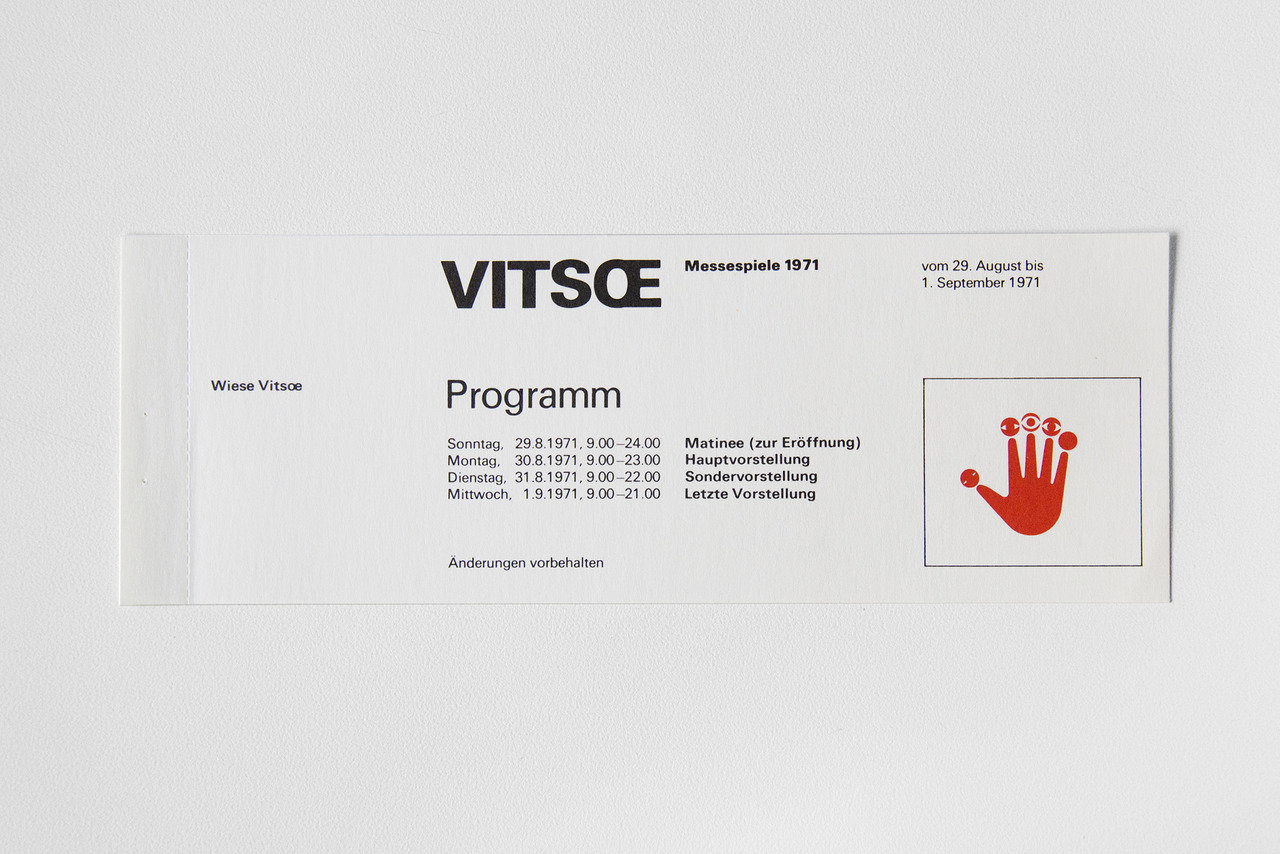 VITSŒ
Messespiele 1971
vom 29. August bis
1. September 1971
Wiese Vitsœ
Programm
Sonntag, 29.8.1971, 9.00–24.00 Matinee (zur Eröffnung)
Montag, 30.8.1971, 9.00–23.00 Hauptvorstellung
Dienstag, 31.8.1971, 9.00–22.00 Sondervorstellung
Mittwoch, 1.9.1971, 9.00–21.00 Letzte Vorstellung
Änderungen vorbehalten